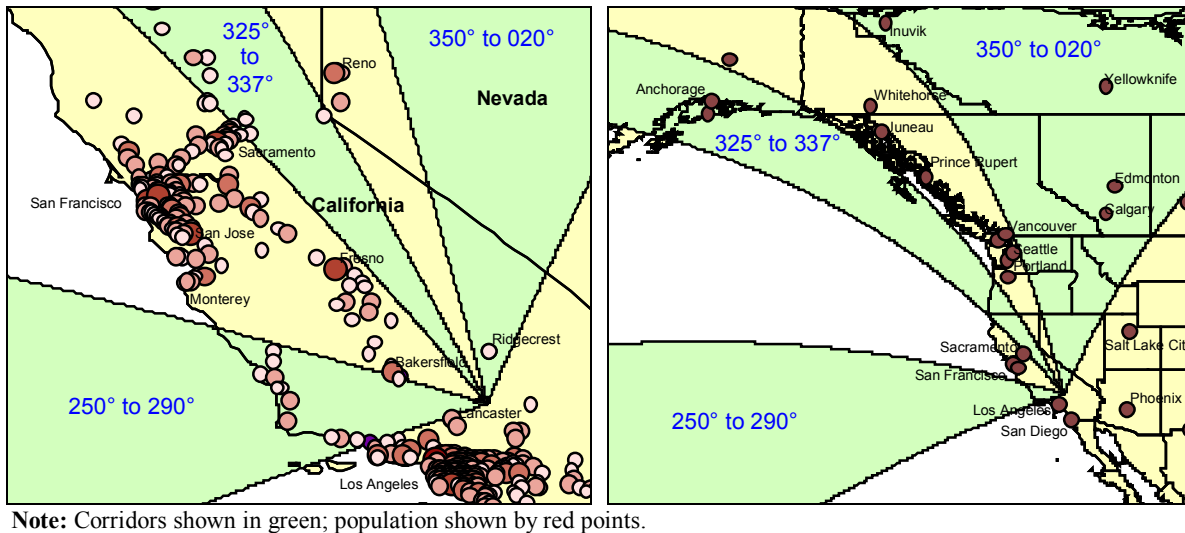 325°
to
337°
350° to 020°
Reno
Nevada
Sacramento
San Francisco
California
San Jose
Fresno
Monterey
Ridgecrest
Bakersfield
250° to 290°
Lancaster
Los Angeles
Inuvik
350° to 020°
Yellowknife
Anchorage
Whitehorse
Juneau
325° to 337°
Prince Rupert
Edmonton
Calgary
Vancouver
Seattle
Portland
Sacramento
Salt Lake Cit
San Francisco
250° to 290°
Los Angeles
Phoenix
San Diego
Note: Corridors shown in green; population shown by red points.